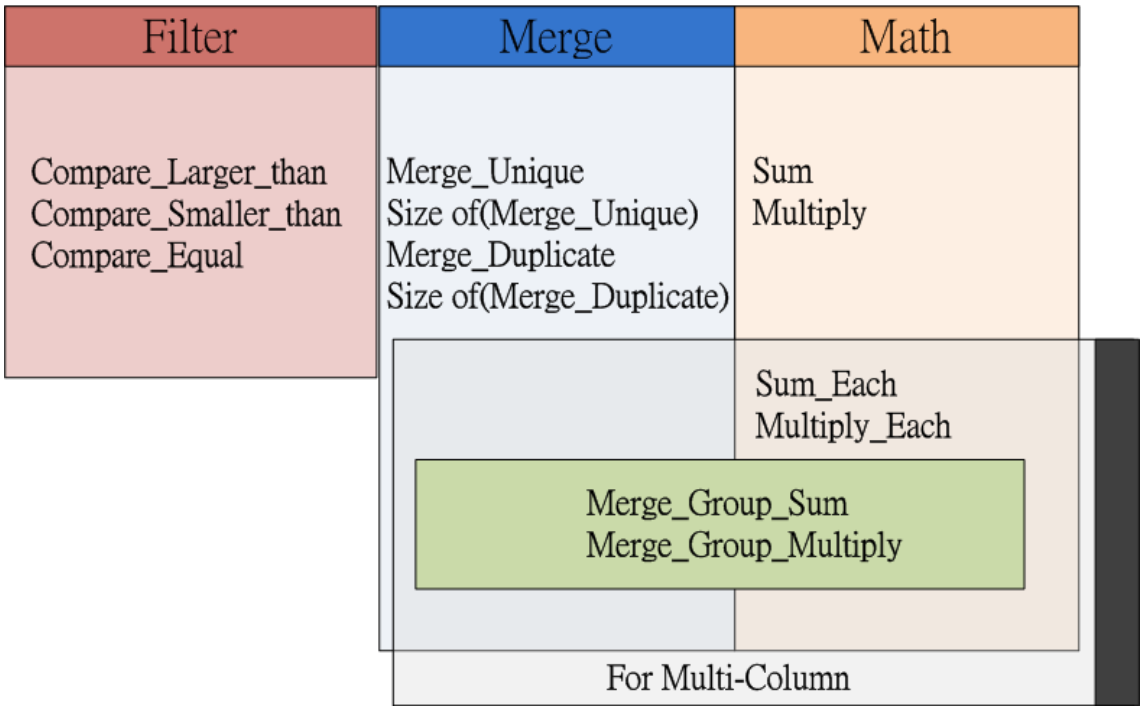 Filter
Merge
Math
Compare_Larger_than
Compare_Smaller_than
Compare_Equal
Merge_Unique
Size of(Merge_Unique)
Merge_Duplicate
Size of(Merge_Duplicate)
Sum
Multiply
Sum_Each
Multiply_Each
Merge_Group_Sum
Merge_Group_Multiply
For Multi-Column